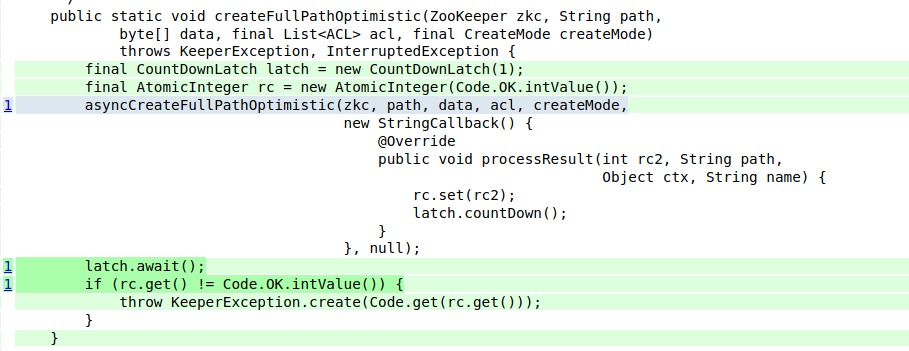 public static void createFullPathOptimistic(ZooKeeper zkc, String path,
byte[] data, final List<ACL> acl, final CreateMode createMode)
throws KeeperException, InterruptedException {
final CountDownLatch latch = new CountDownLatch(1);
final AtomicInteger rc = new AtomicInteger(Code.OK.intValue());
1 asyncCreateFullPathOptimistic(zkc, path, data, acl, createMode,
new StringCallback() {
@Override
public void processResult(int rc2, String path,
Object ctx, String name) {
rc.set(rc2);
latch.countDown();
}
}, null);
1 latch.await();
1 if (rc.get() != Code.OK.intValue()) {
throw KeeperException.create(Code.get(rc.get()));
}
}